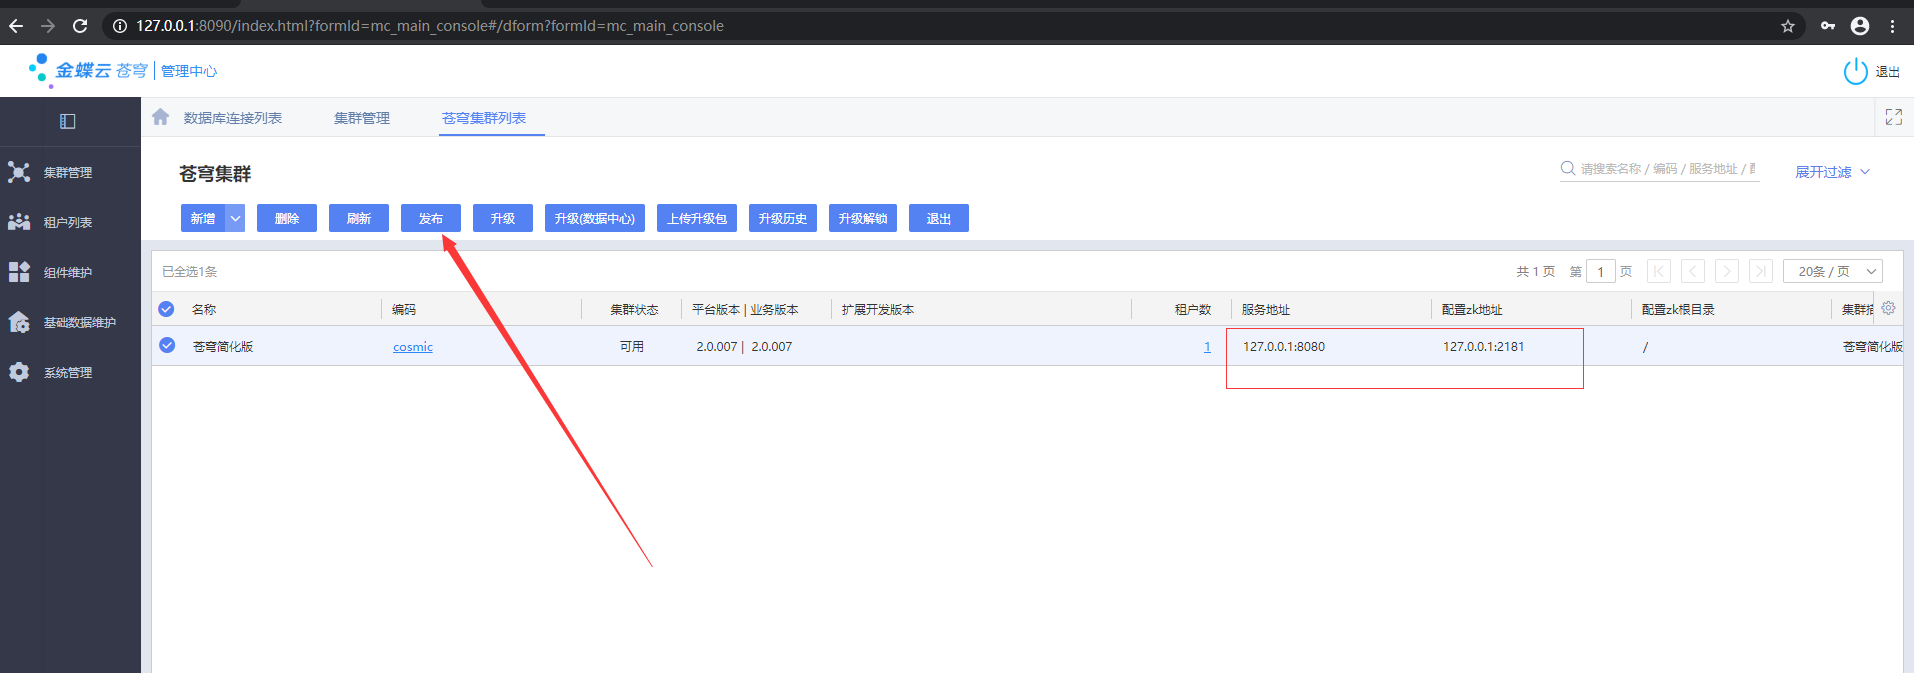 127.0.0.1:8090/index.html?formId=mc_main_console#/dform?formId=mc_main_console
金蝶云 苍穹 | 管理中心
退出
数据库连接列表 集群管理 苍穹集群列表
集群管理
租户列表
组件维护
基础数据维护
系统管理
苍穹集群
请搜索名称 / 编码 / 服务地址 /
展开过滤
新增 删除 刷新 发布 升级 升级(数据中心) 上传升级包 升级历史 升级解锁 退出
已全选1条
共 1 页 第 1 页 20条 / 页
名称 编码 集群状态 平台版本 | 业务版本 扩展开发版本 租户数 服务地址 配置zk地址 配置zk根目录 集群
苍穹简化版 cosmic 可用 2.0.007 | 2.0.007 1 127.0.0.1:8080 127.0.0.1:2181 / 苍穹简化版